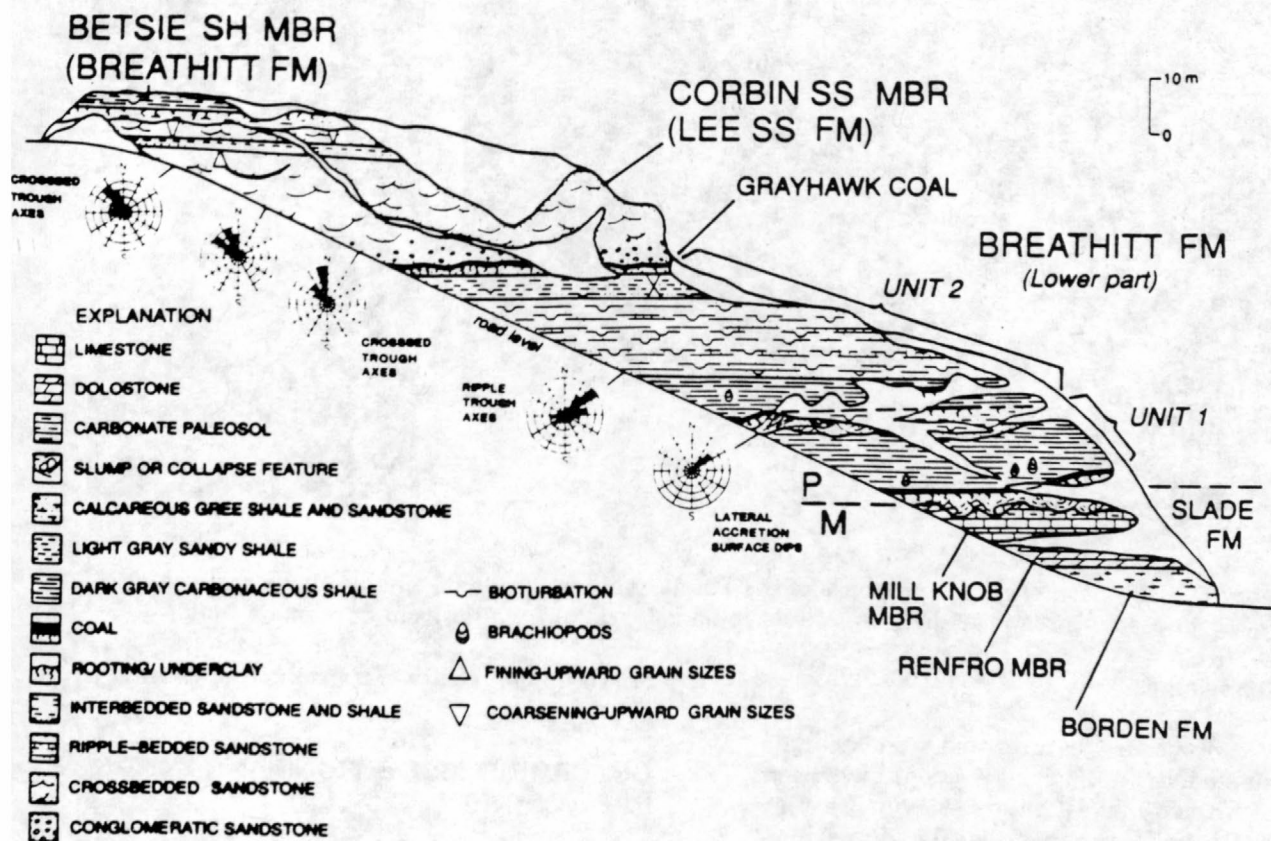 BETSIE SH MBR
(BREATHITT FM)
10 m
0
CORBIN SS MBR
(LEE SS FM)
GRAYHAWK COAL
BREATHITT FM
(Lower part)
UNIT 2
UNIT 1
CROSSSED
TROUGH
AXES
CROSSED
TROUGH
AXES
road level
RIPPLE
TROUGH
AXES
LATERAL
ACCRETION
SURFACE DIPS
P
M
SLADE
FM
MILL KNOB
MBR
RENFRO MBR
BORDEN FM
EXPLANATION
LIMESTONE
DOLOSTONE
CARBONATE PALEOSOL
SLUMP OR COLLAPSE FEATURE
CALCAREOUS GREE SHALE AND SANDSTONE
LIGHT GRAY SANDY SHALE
DARK GRAY CARBONACEOUS SHALE
COAL
ROOTING/UNDERCLAY
INTERBEDDED SANDSTONE AND SHALE
RIPPLE-BEDDED SANDSTONE
CROSSBEDDED SANDSTONE
CONGLOMERATIC SANDSTONE
BIOTURBATION
BRACHIOPODS
FINING-UPWARD GRAIN SIZES
COARSENING-UPWARD GRAIN SIZES